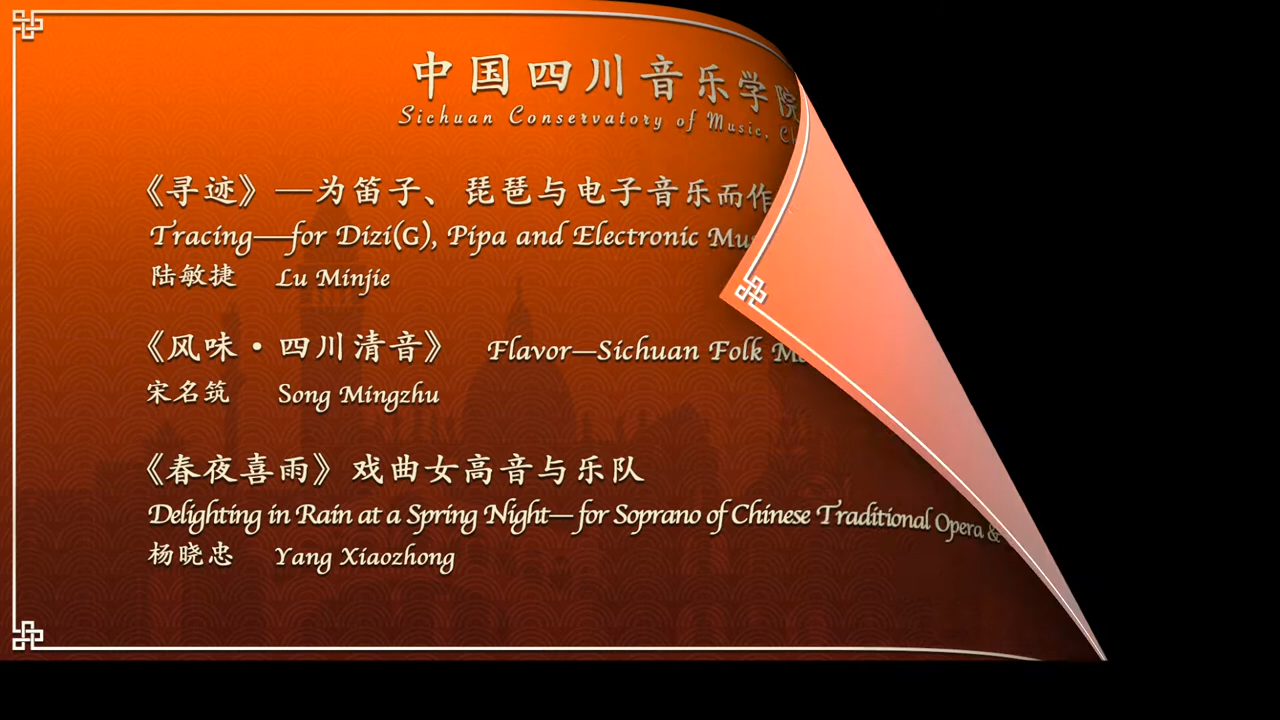 中国四川音乐学院
Sichuan Conservatory of Music,
《寻迹》—为笛子、琵琶与电子音乐而作
Tracing—for Dizi(G), Pipa and Electronic
陆敏捷 Lu Minjie
《风味·四川清音》 Flavor—Sichuan Folk
宋名筑 Song Mingzhu
《春夜喜雨》戏曲女高音与乐队
Delighting in Rain at a Spring Night—for Soprano of Chinese Traditional Opera &
杨晓忠 Yang Xiaozhong